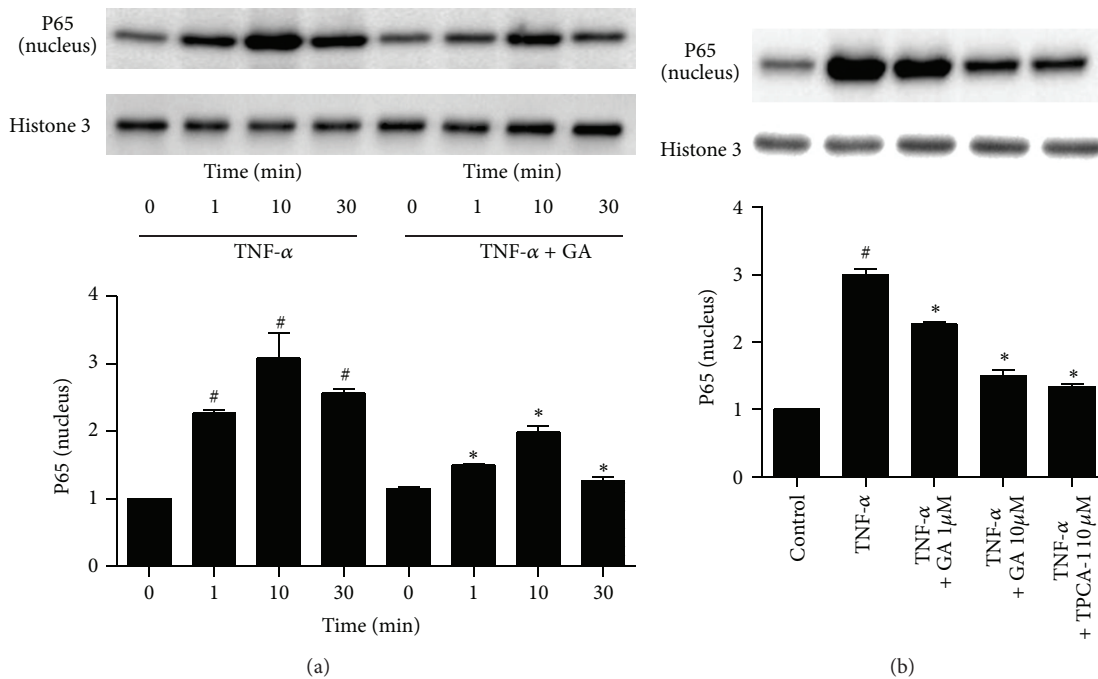 P65
(nucleus)
Histone 3
Time (min) Time (min)
0 1 10 30 0 1 10 30
TNF-α TNF-α + GA
P65 (nucleus)
4
3
2
1
0
# # # * * *
0 1 10 30 0 1 10 30
Time (min)
(a)
P65
(nucleus)
Histone 3
P65 (nucleus)
4
3
2
1
0
# * * *
Control
TNF-α
TNF-α
+ GA 1μM
TNF-α
+ GA 10μM
TNF-α
+ TPCA-1 10μM
(b)